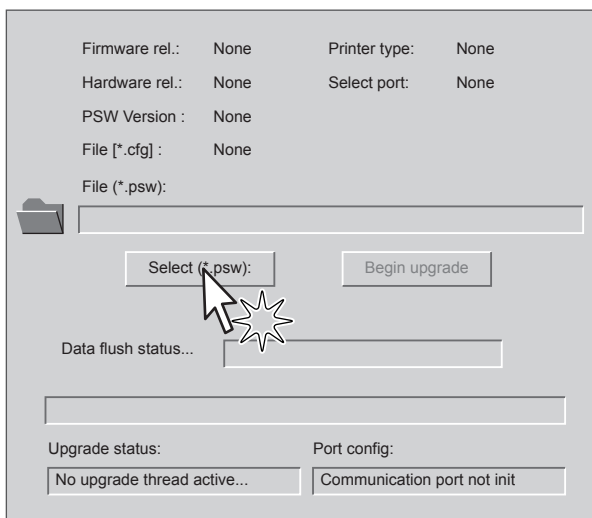 Firmware rel.: None Printer type: None
Hardware rel.: None Select port: None
PSW Version : None
File [*.cfg] : None
File (*.psw):
Select (*.psw): Begin upgrade
Data flush status...
Upgrade status: Port config:
No upgrade thread active... Communication port not init